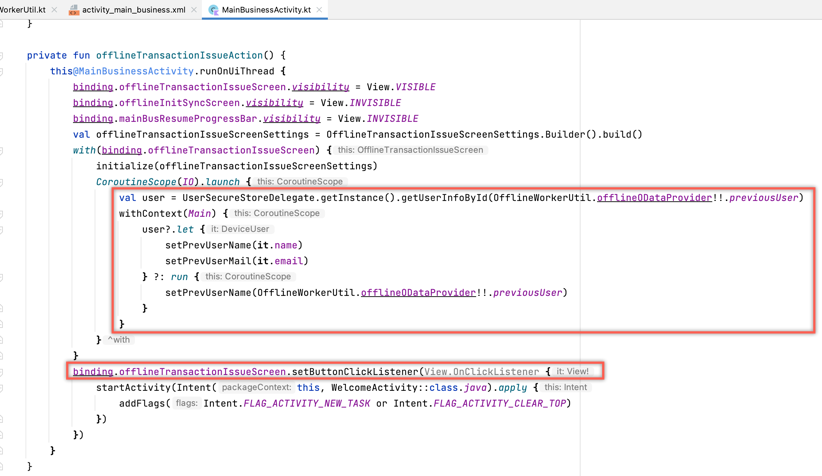 WorkerUtil.kt × activity_main_business.xml × MainBusinessActivity.kt ×
}
private fun offlineTransactionIssueAction() {
this@MainBusinessActivity.runOnUiThread {
binding.offlineTransactionIssueScreen.visibility = View.VISIBLE
binding.offlineInitSyncScreen.visibility = View.INVISIBLE
binding.mainBusResumeProgressBar.visibility = View.INVISIBLE
val offlineTransactionIssueScreenSettings = OfflineTransactionIssueScreenSettings.Builder().build()
with(binding.offlineTransactionIssueScreen) { this: OfflineTransactionIssueScreen
initialize(offlineTransactionIssueScreenSettings)
CoroutineScope(IO).launch { this: CoroutineScope
val user = UserSecureStoreDelegate.getInstance().getUserInfoById(OfflineWorkerUtil.offlineODataProvider!!.previousUser)
withContext(Main) { this: CoroutineScope
user?.let { it: DeviceUser
setPrevUserName(it.name)
setPrevUserMail(it.email)
} ?: run { this: CoroutineScope
setPrevUserName(OfflineWorkerUtil.offlineODataProvider!!.previousUser)
}
}
} ^with
}
binding.offlineTransactionIssueScreen.setButtonClickListener(View.OnClickListener { it: View!
startActivity(Intent( packageContext: this, WelcomeActivity::class.java).apply { this: Intent
addFlags( flags: Intent.FLAG_ACTIVITY_NEW_TASK or Intent.FLAG_ACTIVITY_CLEAR_TOP)
})
})
}
}